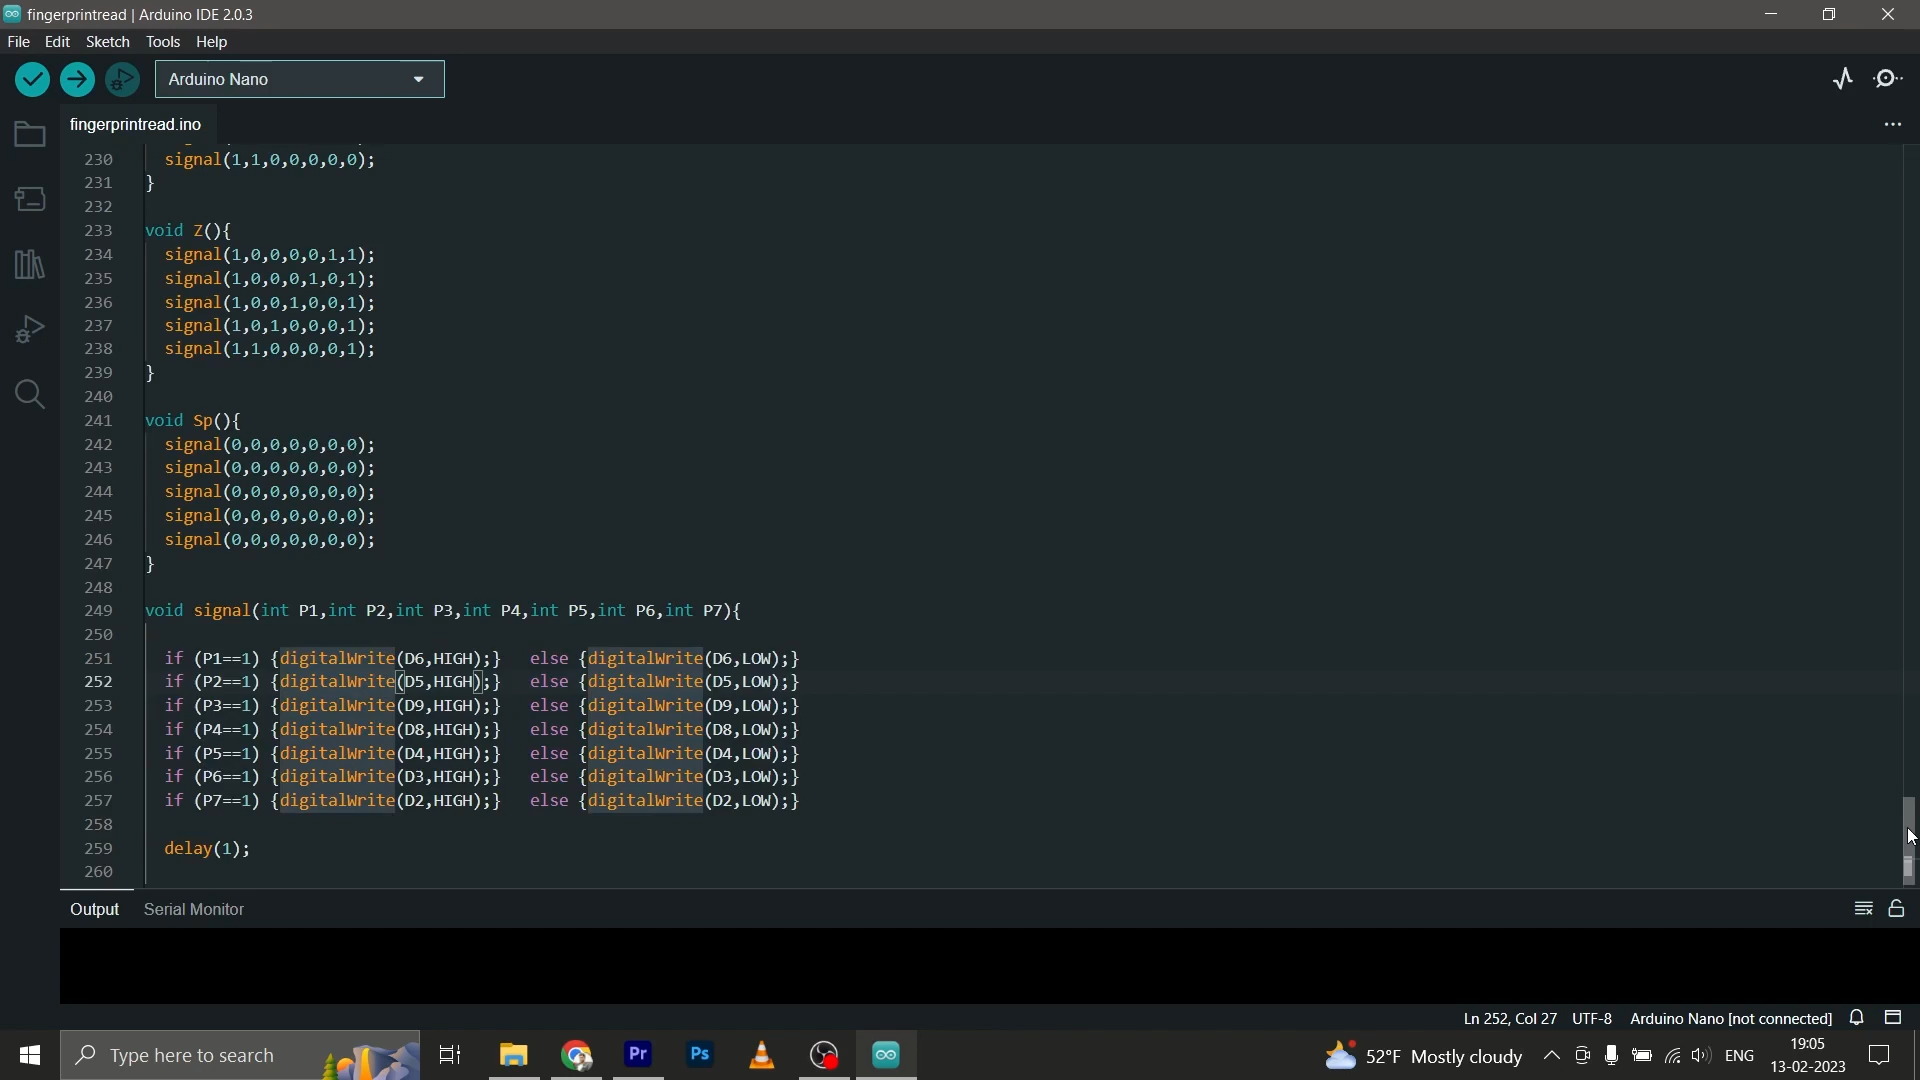 fingerprintread | Arduino IDE 2.0.3
File Edit Sketch Tools Help
Arduino Nano
fingerprintread.ino
230 signal(1,1,0,0,0,0,0);
231 }
232
233 void Z(){
234 signal(1,0,0,0,0,1,1);
235 signal(1,0,0,0,1,0,1);
236 signal(1,0,0,1,0,0,1);
237 signal(1,0,1,0,0,0,1);
238 signal(1,1,0,0,0,0,1);
239 }
240
241 void Sp(){
242 signal(0,0,0,0,0,0,0);
243 signal(0,0,0,0,0,0,0);
244 signal(0,0,0,0,0,0,0);
245 signal(0,0,0,0,0,0,0);
246 signal(0,0,0,0,0,0,0);
247 }
248
249 void signal(int P1,int P2,int P3,int P4,int P5,int P6,int P7){
250
251 if (P1==1) {digitalWrite(D6,HIGH);} else {digitalWrite(D6,LOW);}
252 if (P2==1) {digitalWrite(D5,HIGH);} else {digitalWrite(D5,LOW);}
253 if (P3==1) {digitalWrite(D9,HIGH);} else {digitalWrite(D9,LOW);}
254 if (P4==1) {digitalWrite(D8,HIGH);} else {digitalWrite(D8,LOW);}
255 if (P5==1) {digitalWrite(D4,HIGH);} else {digitalWrite(D4,LOW);}
256 if (P6==1) {digitalWrite(D3,HIGH);} else {digitalWrite(D3,LOW);}
257 if (P7==1) {digitalWrite(D2,HIGH);} else {digitalWrite(D2,LOW);}
258
259 delay(1);
260
Output Serial Monitor
Ln 252, Col 27 UTF-8 Arduino Nano [not connected]
Type here to search Pr Ps 52°F Mostly cloudy ENG 19:05
13-02-2023